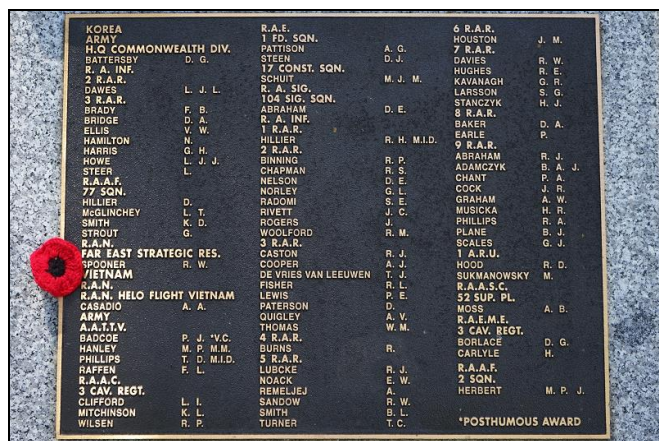 KOREA
ARMY
H.Q COMMONWEALTH DIV.
BATTERSBY D. G.
R. A. INF.
2 R.A.R.
DAWES L. J. L.
3 R.A.R.
BRADY F. B.
BRIDGE D. A.
ELLIS V. W.
HAMILTON N.
HARRIS G. H.
HOWE L. J. J.
STEER L.
R.A.A.F.
77 SQN.
HILLIER D.
McGLINCHEY L. T.
SMITH K. D.
STROUT G.
R.A.N.
FAR EAST STRATEGIC RES.
SPOONER R. W.
VIETNAM
R.A.N.
R.A.N. HELO FLIGHT VIETNAM
CASADIO A. A.
ARMY
A.A.T.T.V.
BADCOE P. J. *V.C.
HANLEY M. P. M.M.
PHILLIPS T. D. M.I.D.
RAFFEN F. L.
R.A.A.C.
3 CAV. REGT.
CLIFFORD L. I.
MITCHINSON K. L.
WILSEN R. P.
R.A.E.
1 FD. SQN.
PATTISON A. G.
STEEN D. J.
17 CONST. SQN.
SCHUIT M. J. M.
R. A. SIG.
104 SIG. SQN.
ABRAHAM D. E.
R. A. INF.
1 R.A.R.
HILLIER R. H. M.I.D.
2 R.A.R.
BINNING R. P.
CHAPMAN R. S.
NELSON D. E.
NORLEY G. L.
RADOMI S. E.
RIVETT J. C.
ROGERS J.
WOOLFORD R. M.
3 R.A.R.
CASTON R. J.
COOPER A. J.
DE VRIES VAN LEEUWEN T. J.
FISHER R. L.
LEWIS P. E.
PATERSON D.
QUIGLEY A. V.
THOMAS W. M.
4 R.A.R.
BURNS R.
5 R.A.R.
LUBCKE R. J.
NOACK E. W.
REMELJEJ A.
SANDOW R. W.
SMITH B. L.
TURNER T. C.
6 R.A.R.
HOUSTON J. M.
7 R.A.R.
DAVIES R. W.
HUGHES R. E.
KAVANAGH G. R.
LARSSON S. G.
STANCZYK H. J.
8 R.A.R.
BAKER D. A.
EARLE P.
9 R.A.R.
ABRAHAM R. J.
ADAMCZYK B. A. J.
CHANT P. A.
COCK J. R.
GRAHAM A. W.
MUSICKA H. R.
PHILLIPS R. A.
PLANE B. J.
SCALES G. J.
1 A.R.U.
HOOD R. D.
SUKMANOWSKY M.
R.A.A.S.C.
52 SUP. PL.
MOSS A. B.
R.A.E.M.E.
3 CAV. REGT.
BORLACE D. G.
CARLYLE H.
R.A.A.F.
2 SQN.
HERBERT M. P. J.
*POSTHUMOUS AWARD